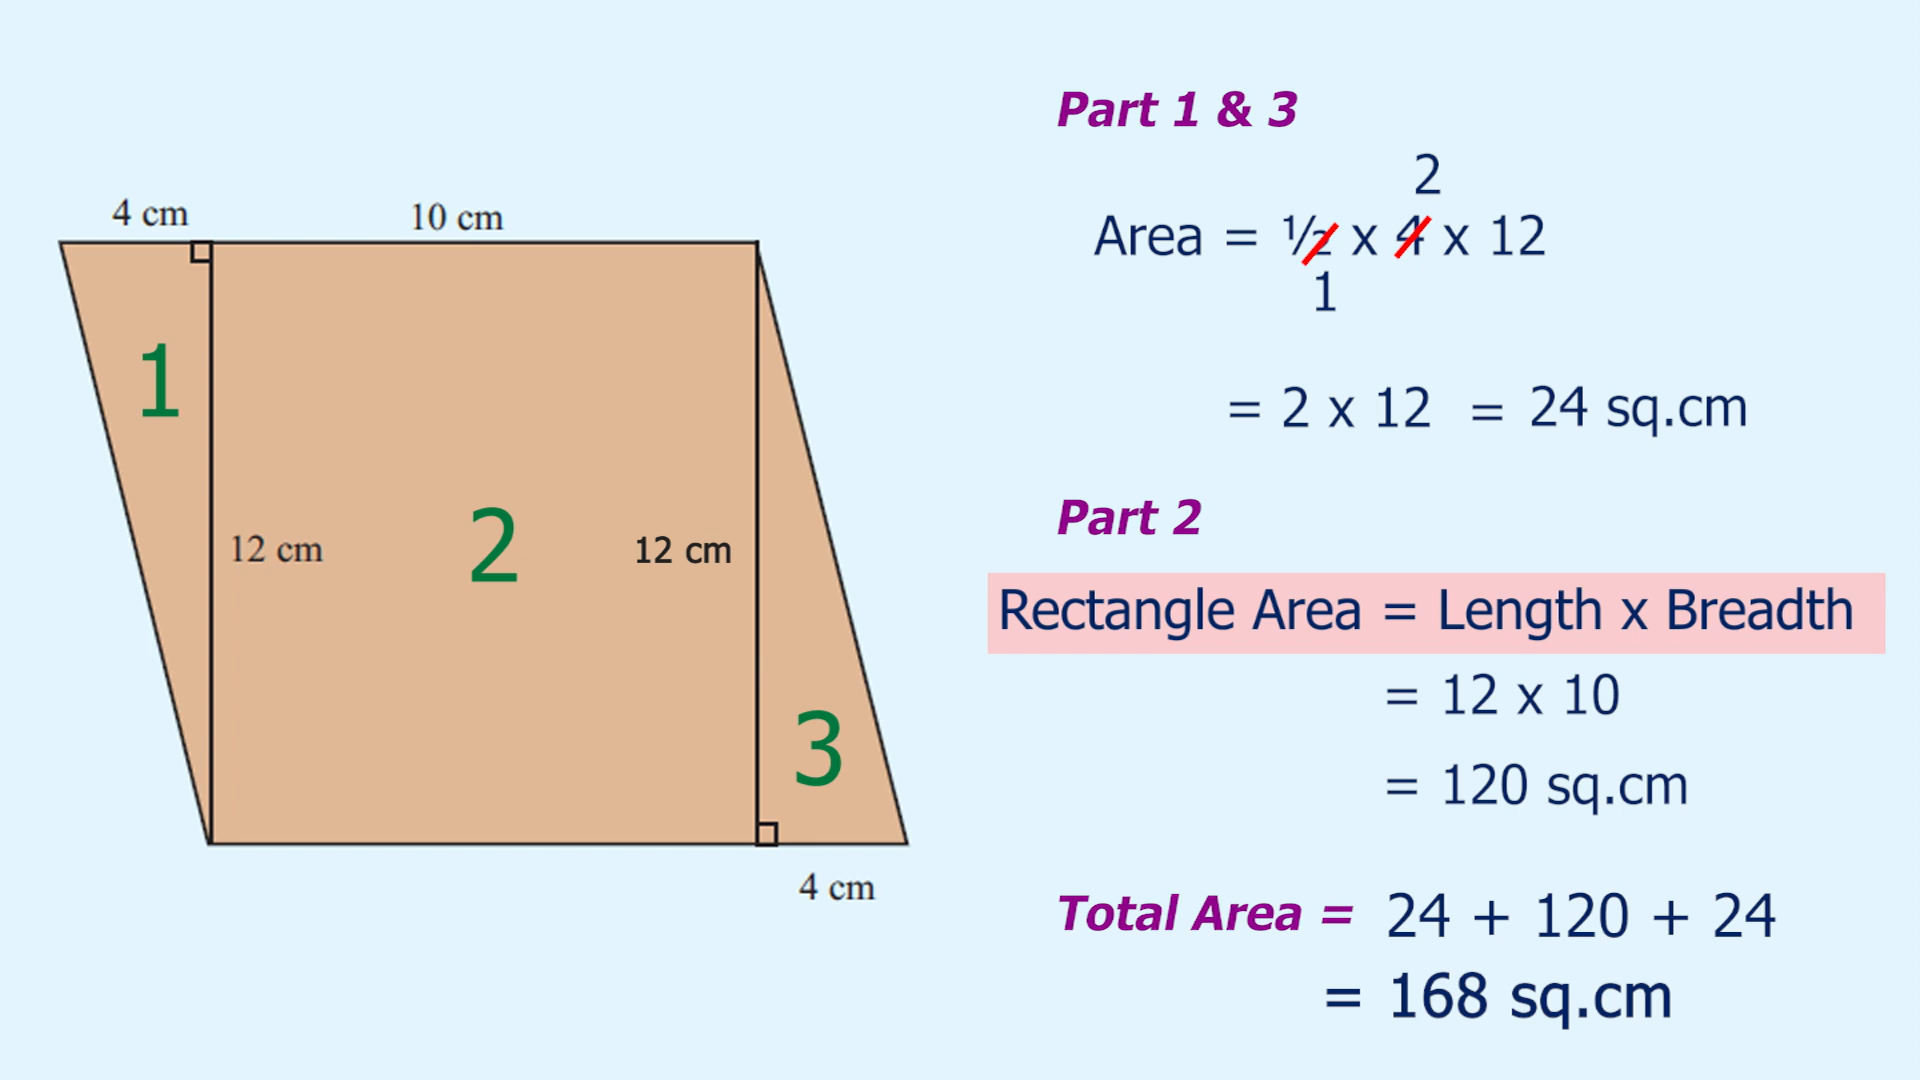 4 cm
10 cm
1
12 cm
2
12 cm
3
4 cm
Part 1 & 3
2
Area = ½ x 4 x 12
1
= 2 x 12 = 24 sq.cm
Part 2
Rectangle Area = Length x Breadth
= 12 x 10
= 120 sq.cm
Total Area = 24 + 120 + 24
= 168 sq.cm